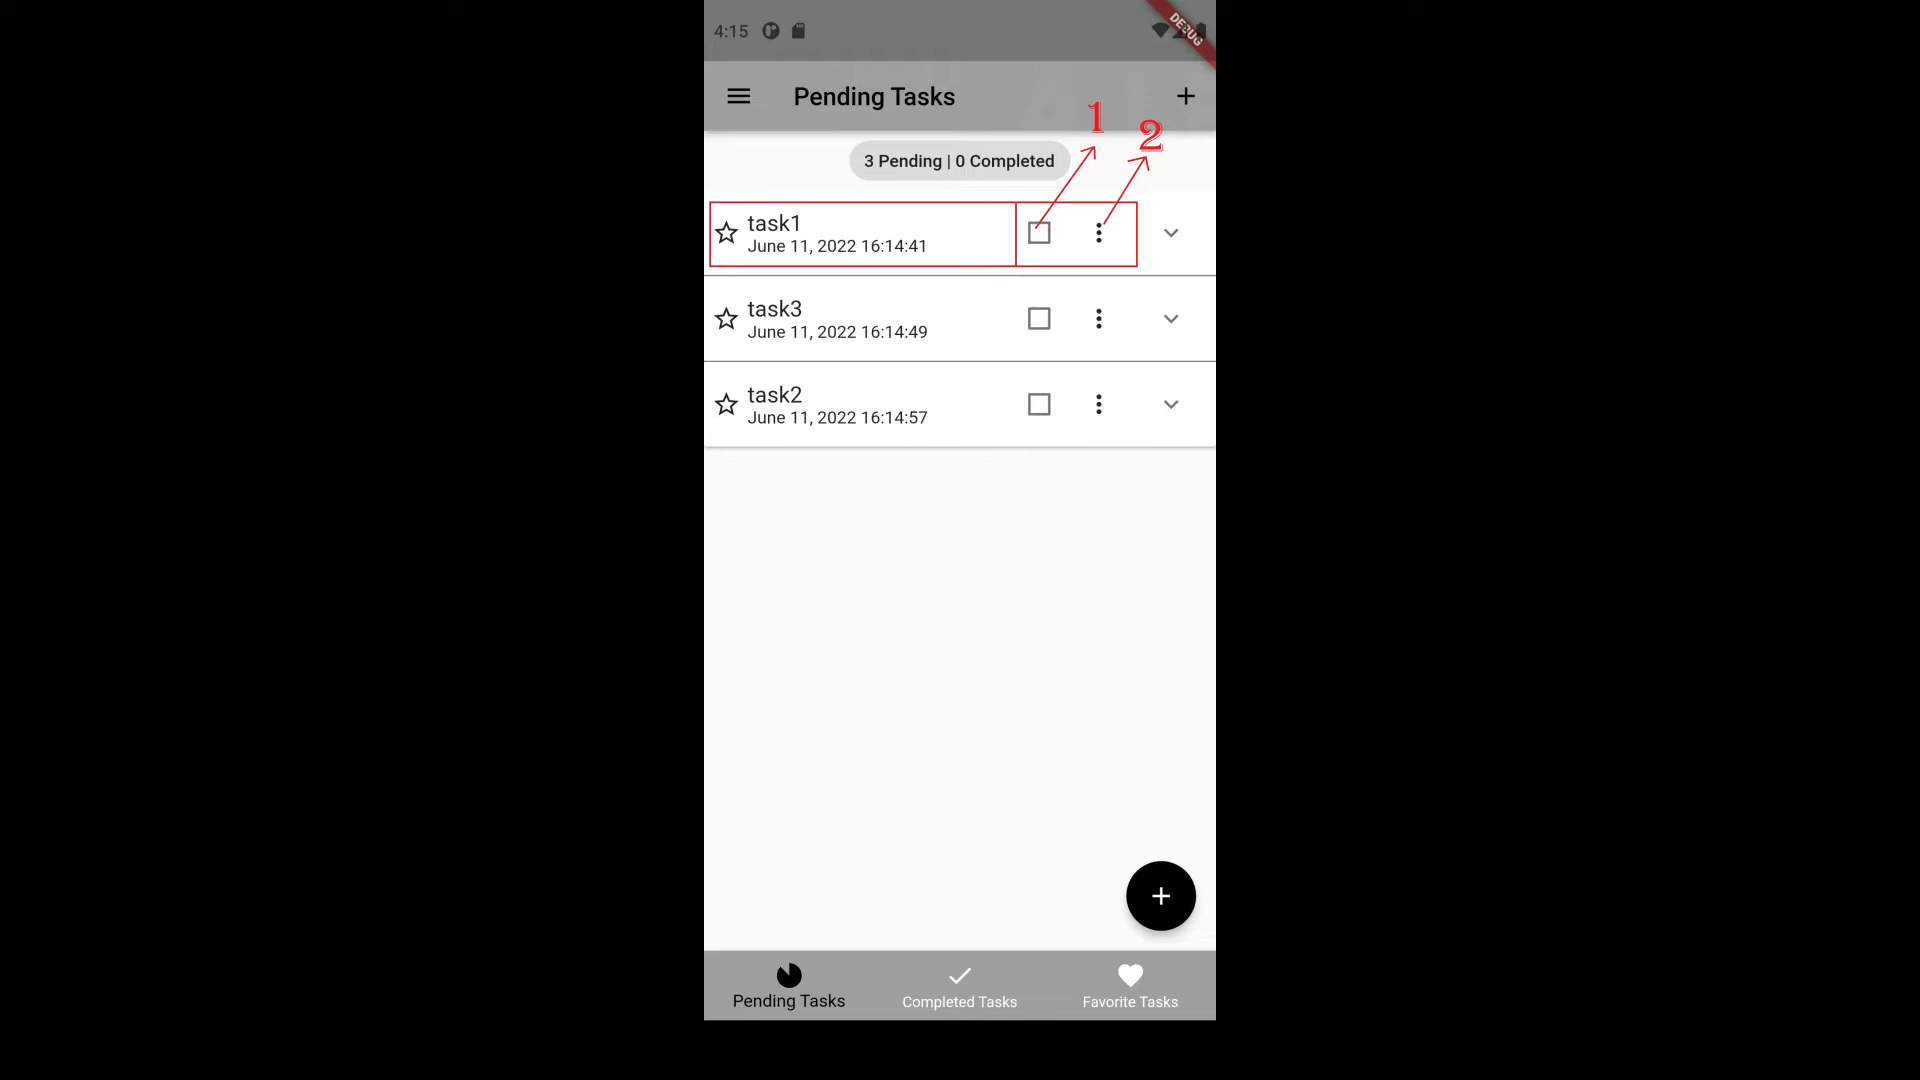 4:15
DEBUG
Pending Tasks
1
2
3 Pending | 0 Completed
task1
June 11, 2022 16:14:41
task3
June 11, 2022 16:14:49
task2
June 11, 2022 16:14:57
Pending Tasks
Completed Tasks
Favorite Tasks